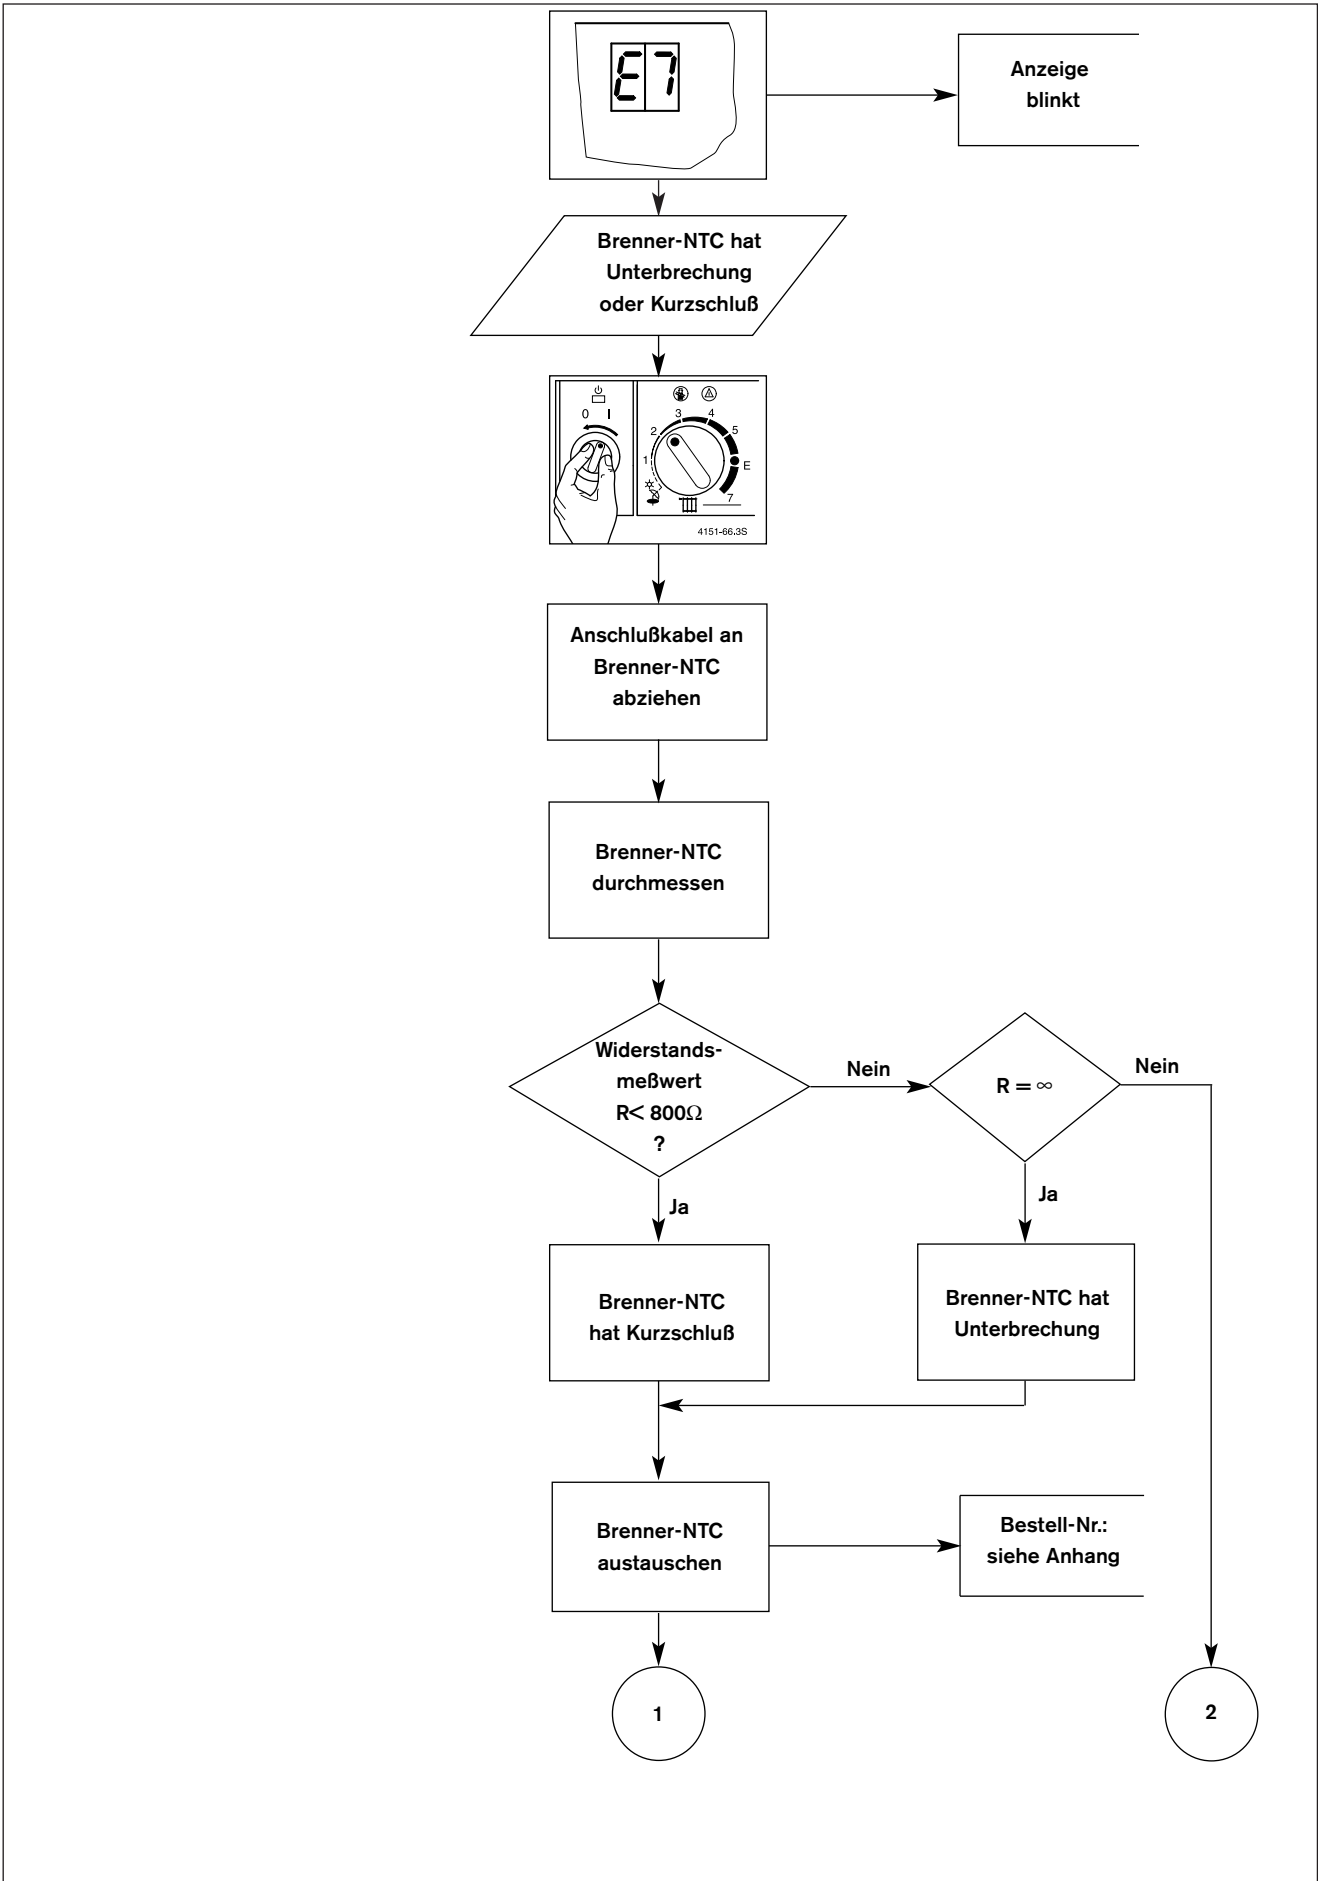 E7
Anzeige
blinkt
Brenner-NTC hat
Unterbrechung
oder Kurzschluß
0 I
1
2
3
4
5
E
7
4151-66.3S
Anschlußkabel an
Brenner-NTC
abziehen
Brenner-NTC
durchmessen
Widerstands-
meßwert
R< 800Ω
?
Nein
R = ∞
Nein
Ja
Ja
Brenner-NTC
hat Kurzschluß
Brenner-NTC hat
Unterbrechung
Brenner-NTC
austauschen
Bestell-Nr.:
siehe Anhang
1
2